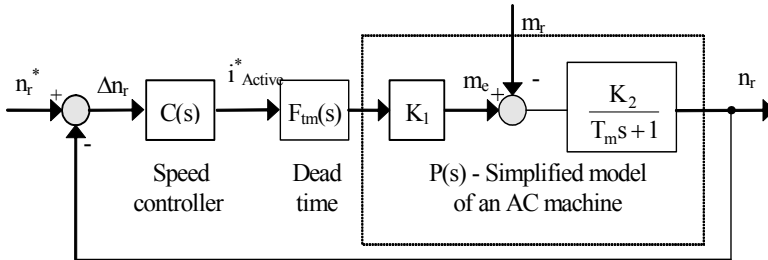 m_r
n_r^*
+
-
Δn_r
C(s)
i^*_Active
F_tm(s)
K_1
m_e
+
-
K_2
T_m s + 1
n_r
Speed
controller
Dead
time
P(s) - Simplified model
of an AC machine